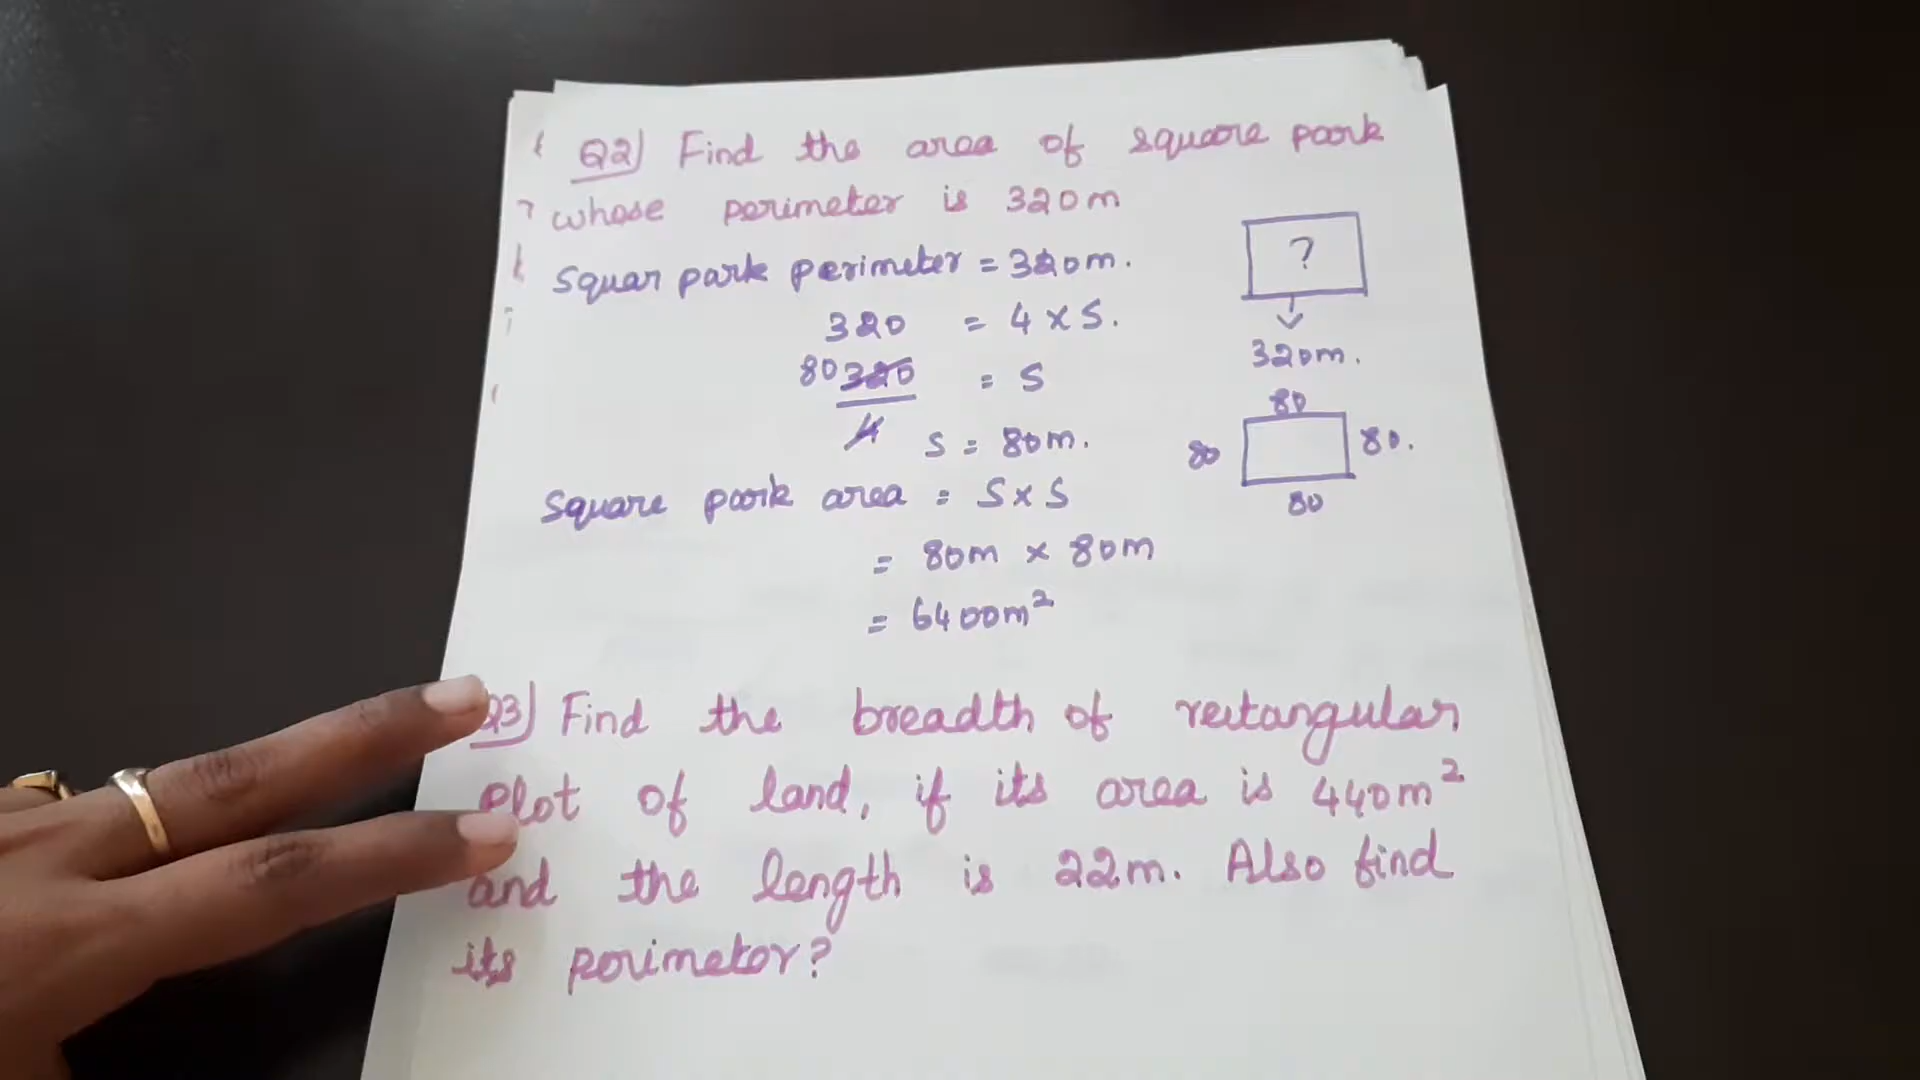 Q2) Find the area of square park
whose perimeter is 320m
Squar park perimeter = 320m.
?
320 = 4 × S.
320m.
80 320 = S
4
80
S = 80m.
80 80.
80
Square park area = S × S
= 80m × 80m
= 6400m²
Q3) Find the breadth of rectangular
Plot of land, if its area is 440m²
and the length is 22m. Also find
its perimeter?